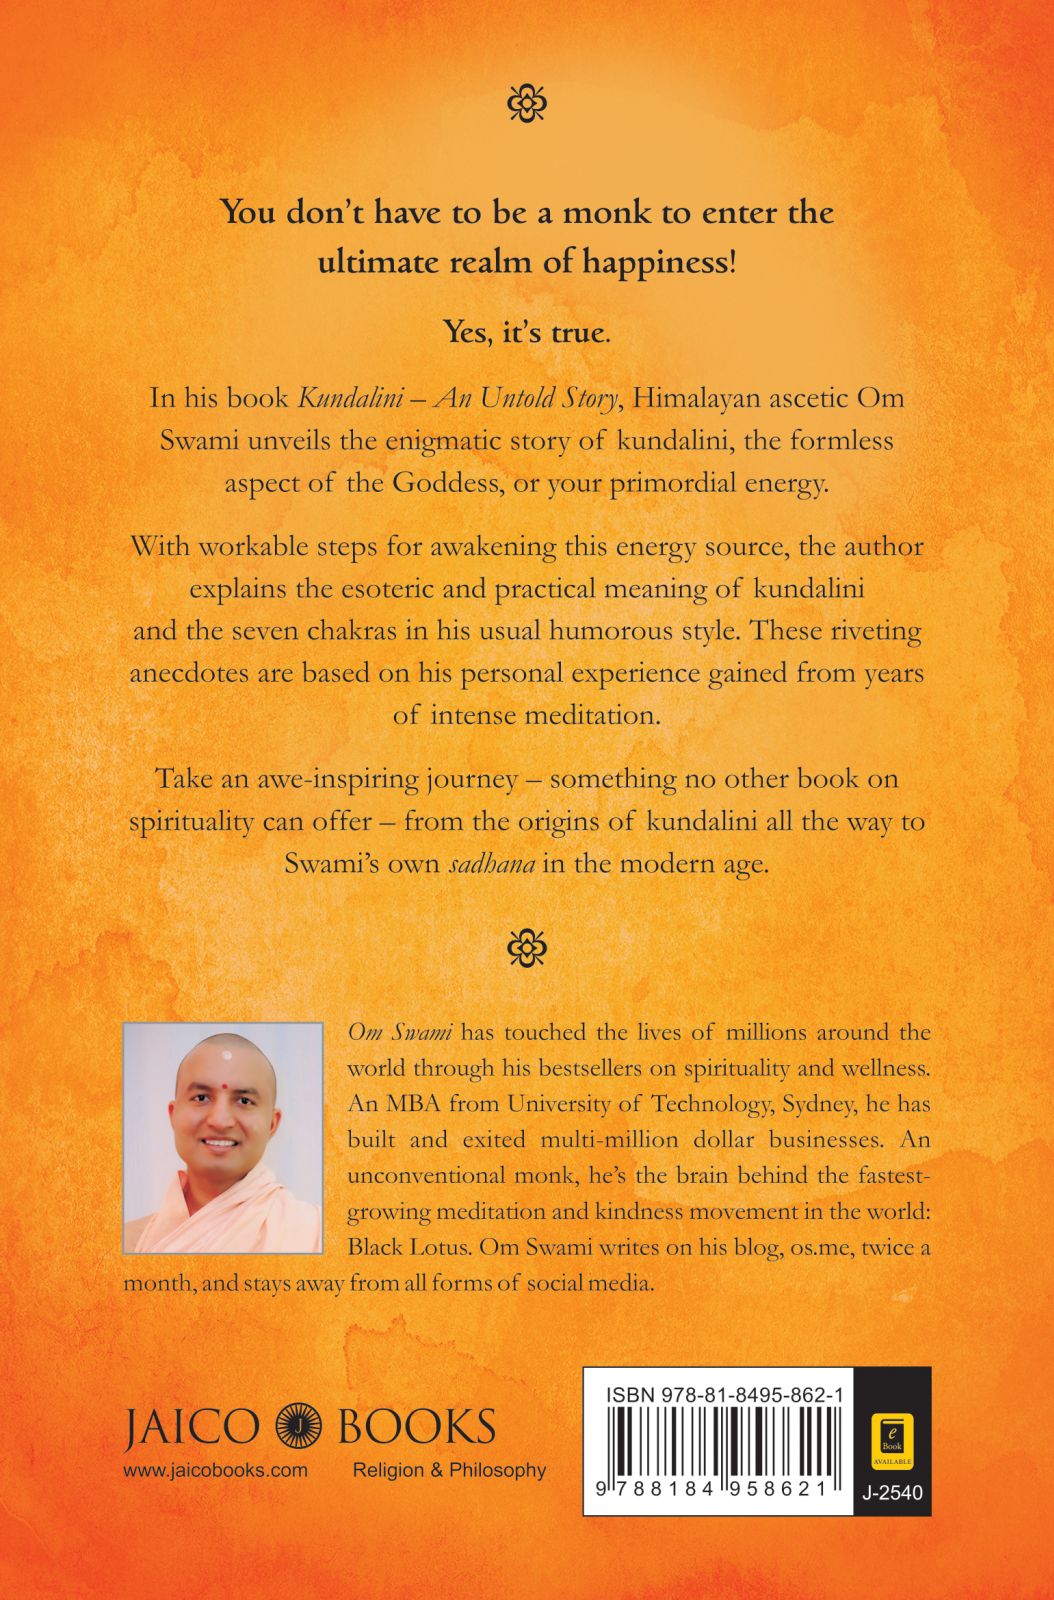 You don't have to be a monk to enter the
ultimate realm of happiness!
Yes, it's true.
In his book Kundalini – An Untold Story, Himalayan ascetic Om
Swami unveils the enigmatic story of kundalini, the formless
aspect of the Goddess, or your primordial energy.
With workable steps for awakening this energy source, the author
explains the esoteric and practical meaning of kundalini
and the seven chakras in his usual humorous style. These riveting
anecdotes are based on his personal experience gained from years
of intense meditation.
Take an awe-inspiring journey – something no other book on
spirituality can offer – from the origins of kundalini all the way to
Swami's own sadhana in the modern age.
Om Swami has touched the lives of millions around the
world through his bestsellers on spirituality and wellness.
An MBA from University of Technology, Sydney, he has
built and exited multi-million dollar businesses. An
unconventional monk, he's the brain behind the fastest-
growing meditation and kindness movement in the world:
Black Lotus. Om Swami writes on his blog, os.me, twice a
month, and stays away from all forms of social media.
JAICO J BOOKS
www.jaicobooks.com Religion & Philosophy
ISBN 978-81-8495-862-1
9 788184 958621
e
Book
AVAILABLE
J-2540